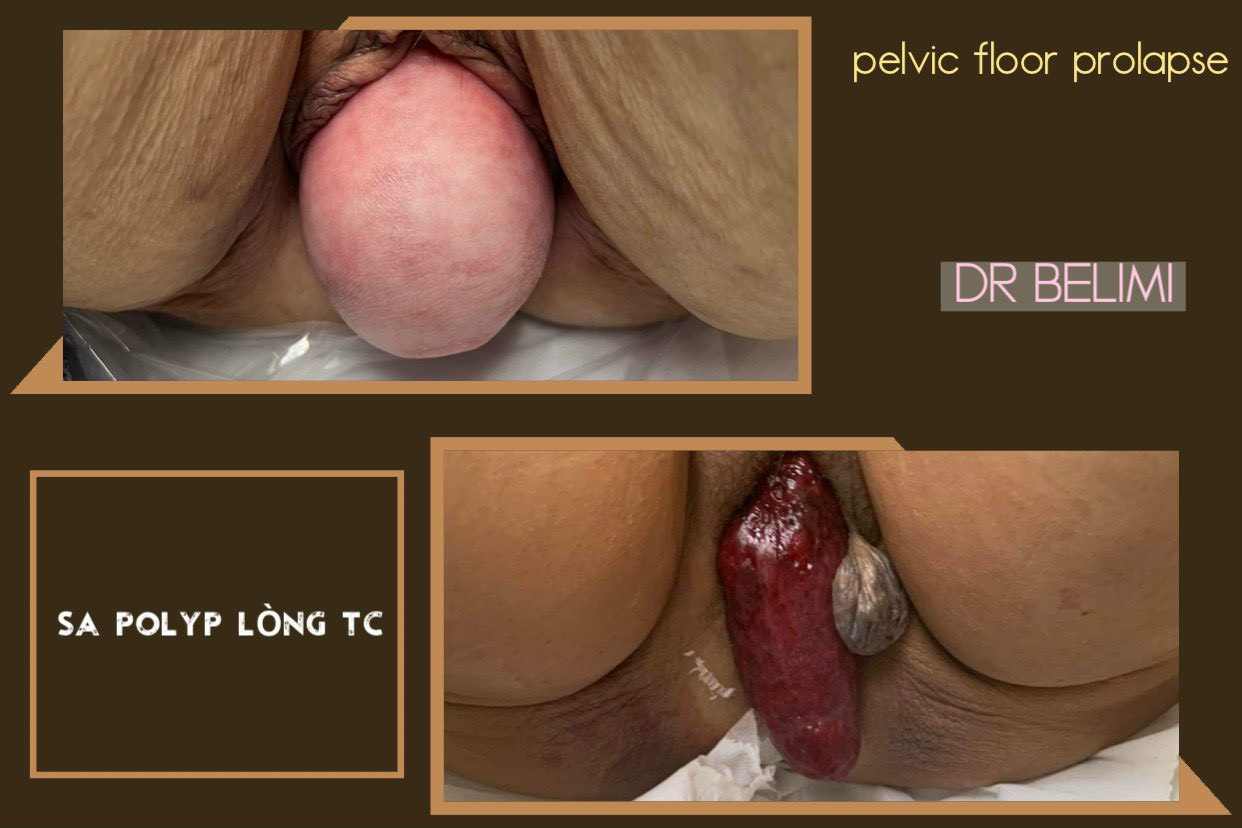 pelvic floor prolapse
DR BELIMI
SA POLYP LÒNG TC